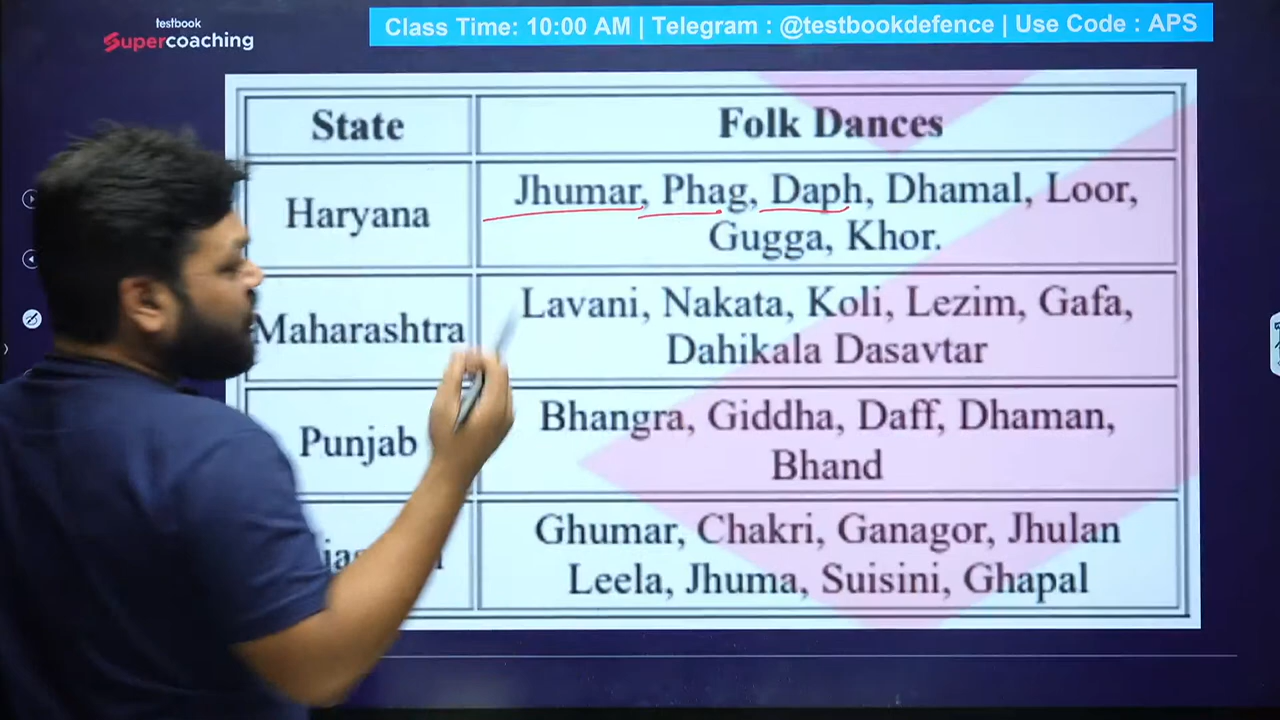 testbook
Supercoaching
Class Time: 10:00 AM | Telegram : @testbookdefence | Use Code : APS
State
Folk Dances
Haryana
Jhumar, Phag, Daph, Dhamal, Loor,
Gugga, Khor.
Maharashtra
Lavani, Nakata, Koli, Lezim, Gafa,
Dahikala Dasavtar
Punjab
Bhangra, Giddha, Daff, Dhaman,
Bhand
Ghumar, Chakri, Ganagor, Jhulan
Leela, Jhuma, Suisini, Ghapal